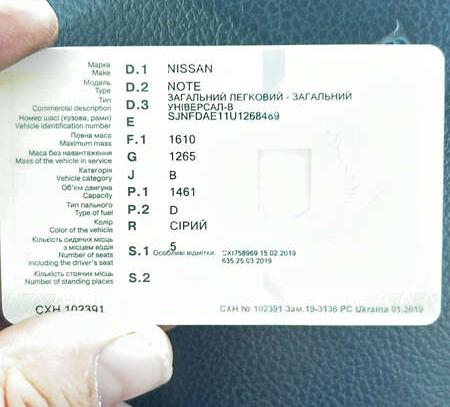 Марка
Make D.1 NISSAN
Модель
Type D.2 NOTE
Тип
Commercial description D.3 ЗАГАЛЬНИЙ ЛЕГКОВИЙ - ЗАГАЛЬНИЙ
УНІВЕРСАЛ-В
Номер шасі (кузова, рами)
Vehicle identification number E SJNFDAE11U1268489
Повна маса
Maximum mass F.1 1610
Маса без навантаження
Mass of the vehicle in service G 1265
Категорія
Vehicle category J B
Об'єм двигуна
Capacity P.1 1461
Тип пального
Type of fuel P.2 D
Колір
Color of the vehicle R СІРИЙ
Кількість сидячих місць
з місцем водія
Number of seats
including the driver's seat S.1 5
Особливі відмітки: CXI758969 15.02.2019
635 25 03 2019
Кількість стоячих місць
Number of standing places S.2
СХН 102391
СХН № 102391 Зам.19-3136 PC Ukraina 01.2019